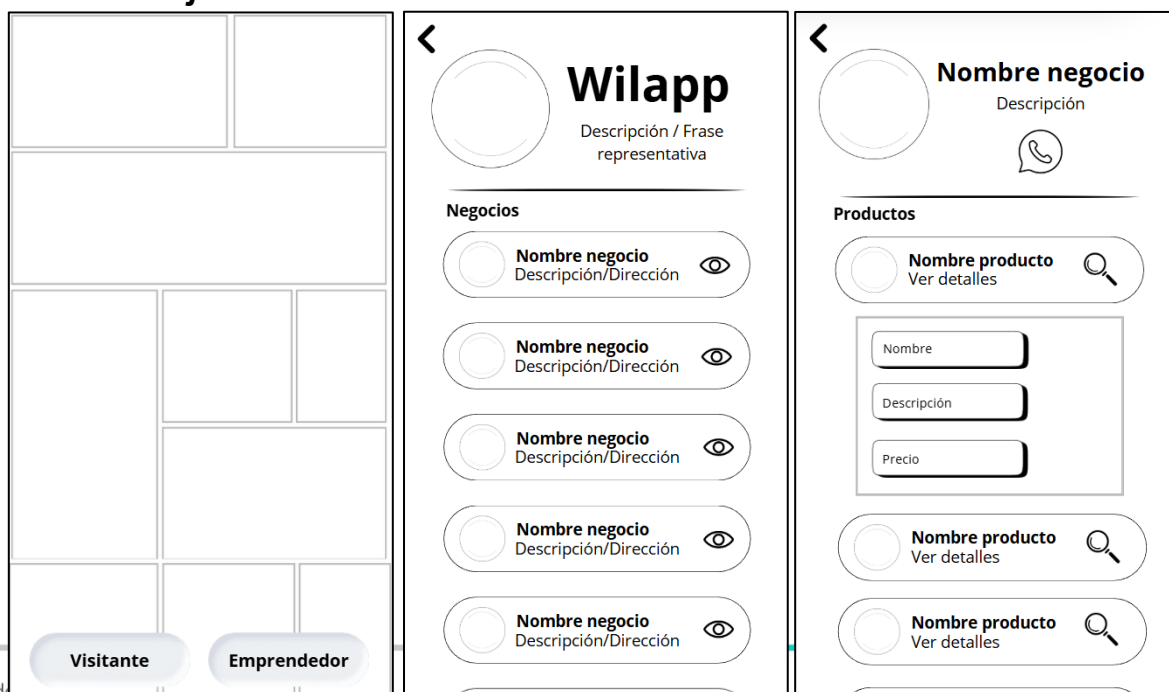 Visitante
Emprendedor
Wilapp
Descripción / Frase
representativa
Negocios
Nombre negocio
Descripción/Dirección
Nombre negocio
Descripción/Dirección
Nombre negocio
Descripción/Dirección
Nombre negocio
Descripción/Dirección
Nombre negocio
Descripción/Dirección
Nombre negocio
Descripción
Productos
Nombre producto
Ver detalles
Nombre
Descripción
Precio
Nombre producto
Ver detalles
Nombre producto
Ver detalles